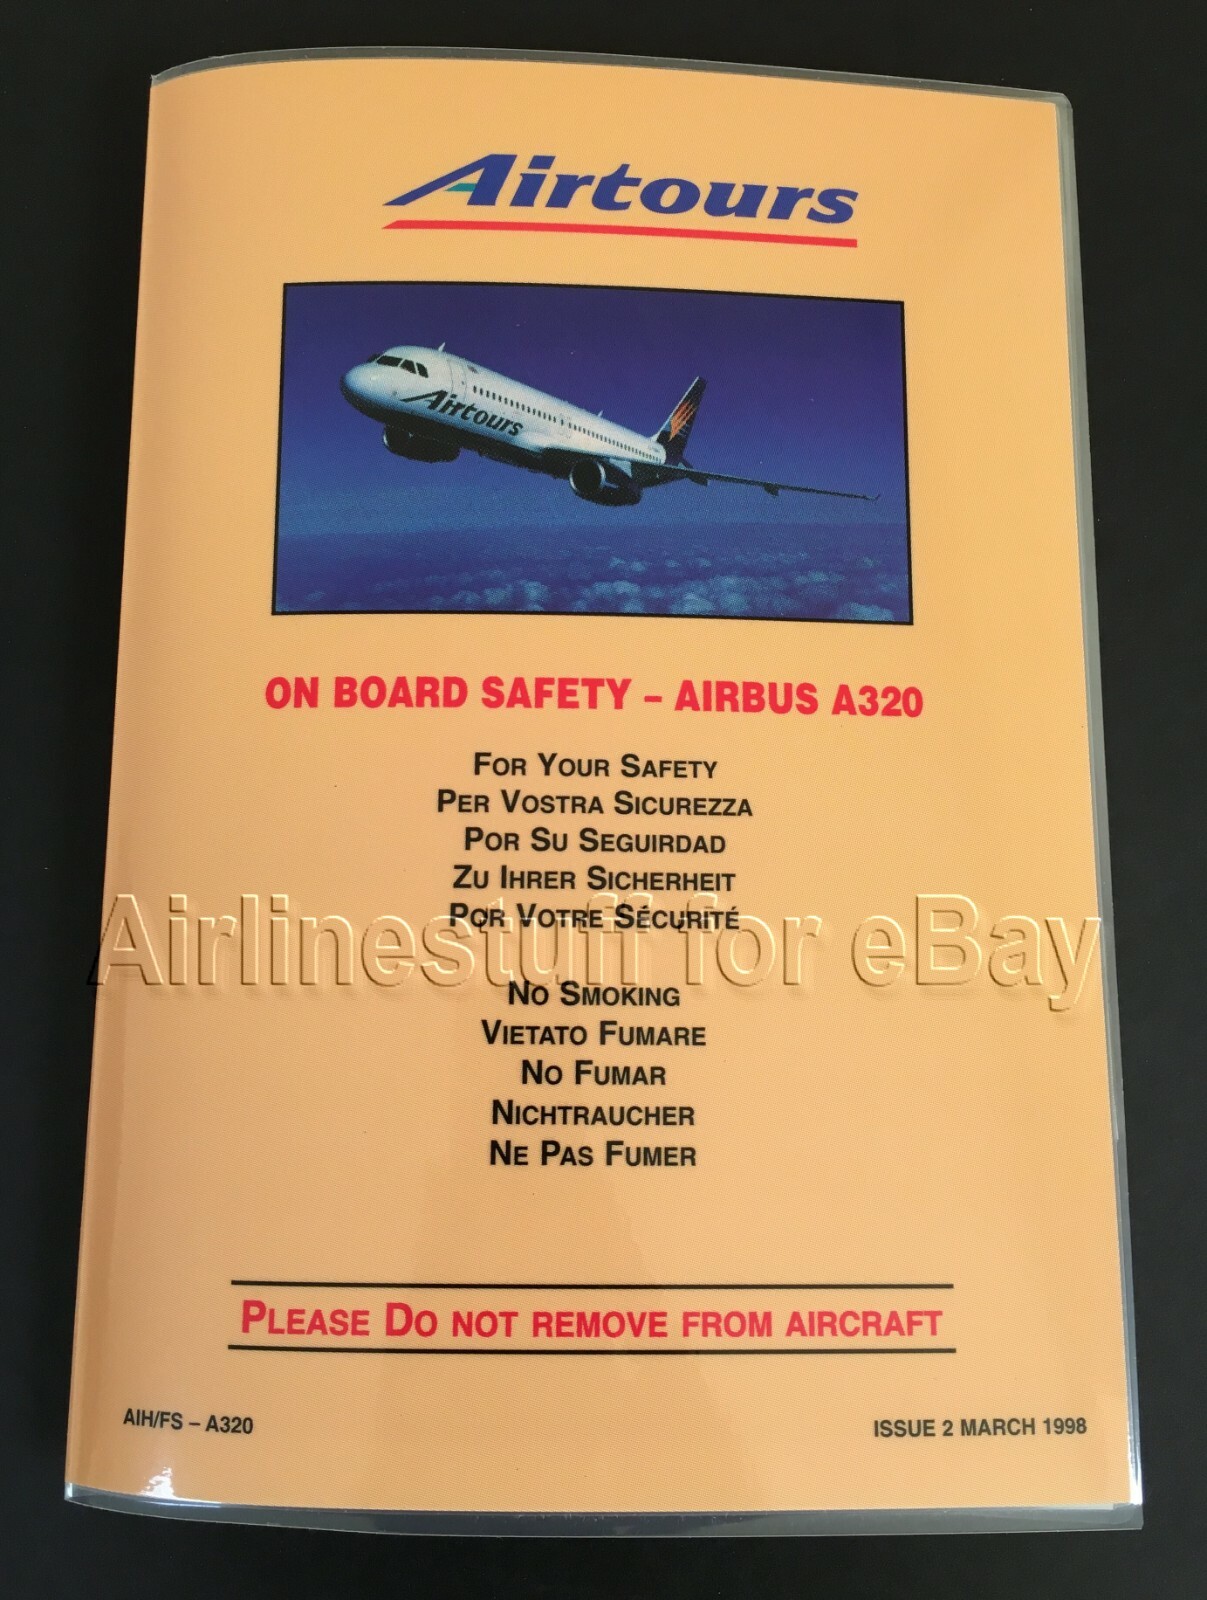 Airtours
Airtours
ON BOARD SAFETY – AIRBUS A320
FOR YOUR SAFETY
PER VOSTRA SICUREZZA
POR SU SEGUIRDAD
ZU IHRER SICHERHEIT
POR VOTRE SÉCURITÉ
Airlinestuff for eBay
NO SMOKING
VIETATO FUMARE
NO FUMAR
NICHTRAUCHER
NE PAS FUMER
PLEASE DO NOT REMOVE FROM AIRCRAFT
AIH/FS – A320
ISSUE 2 MARCH 1998